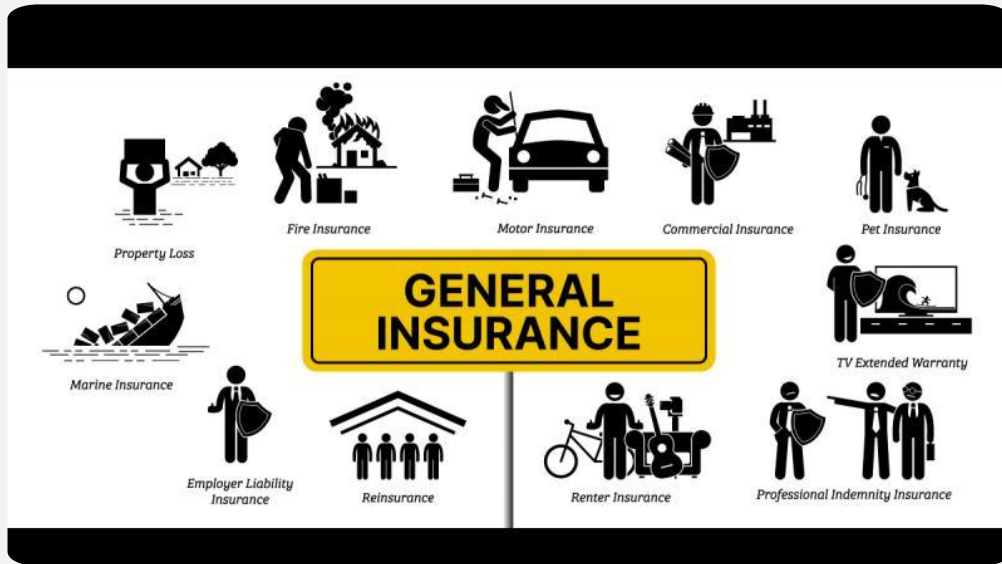 Property Loss
Fire Insurance
Motor Insurance
Commercial Insurance
Pet Insurance
GENERAL
INSURANCE
Marine Insurance
TV Extended Warranty
Employer Liability
Insurance
Reinsurance
Renter Insurance
Professional Indemnity Insurance